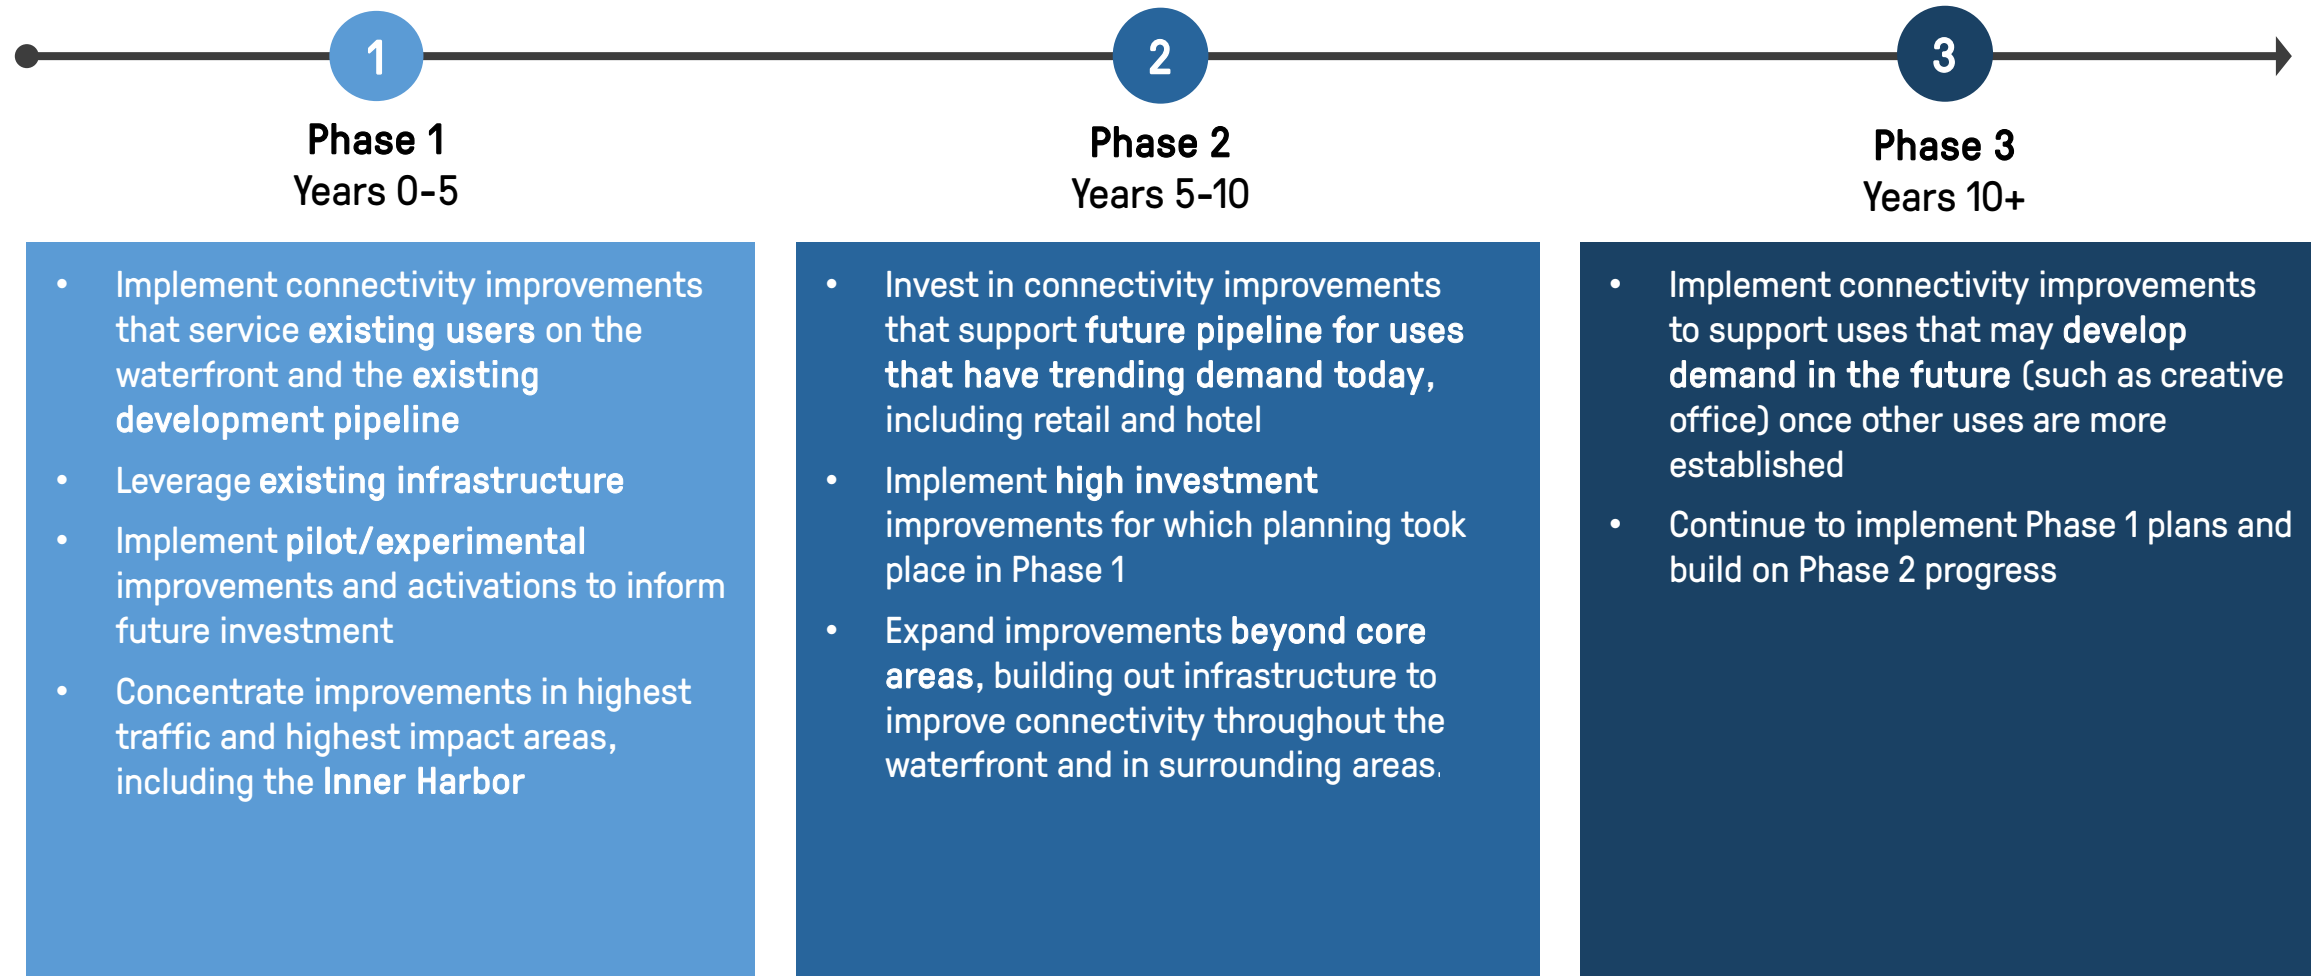 1
2
3
Phase 1
Years 0-5
Phase 2
Years 5-10
Phase 3
Years 10+
• Implement connectivity improvements
that service existing users on the
waterfront and the existing
development pipeline
• Leverage existing infrastructure
• Implement pilot/experimental
improvements and activations to inform
future investment
• Concentrate improvements in highest
traffic and highest impact areas,
including the Inner Harbor
• Invest in connectivity improvements
that support future pipeline for uses
that have trending demand today,
including retail and hotel
• Implement high investment
improvements for which planning took
place in Phase 1
• Expand improvements beyond core
areas, building out infrastructure to
improve connectivity throughout the
waterfront and in surrounding areas.
• Implement connectivity improvements
to support uses that may develop
demand in the future (such as creative
office) once other uses are more
established
• Continue to implement Phase 1 plans and
build on Phase 2 progress